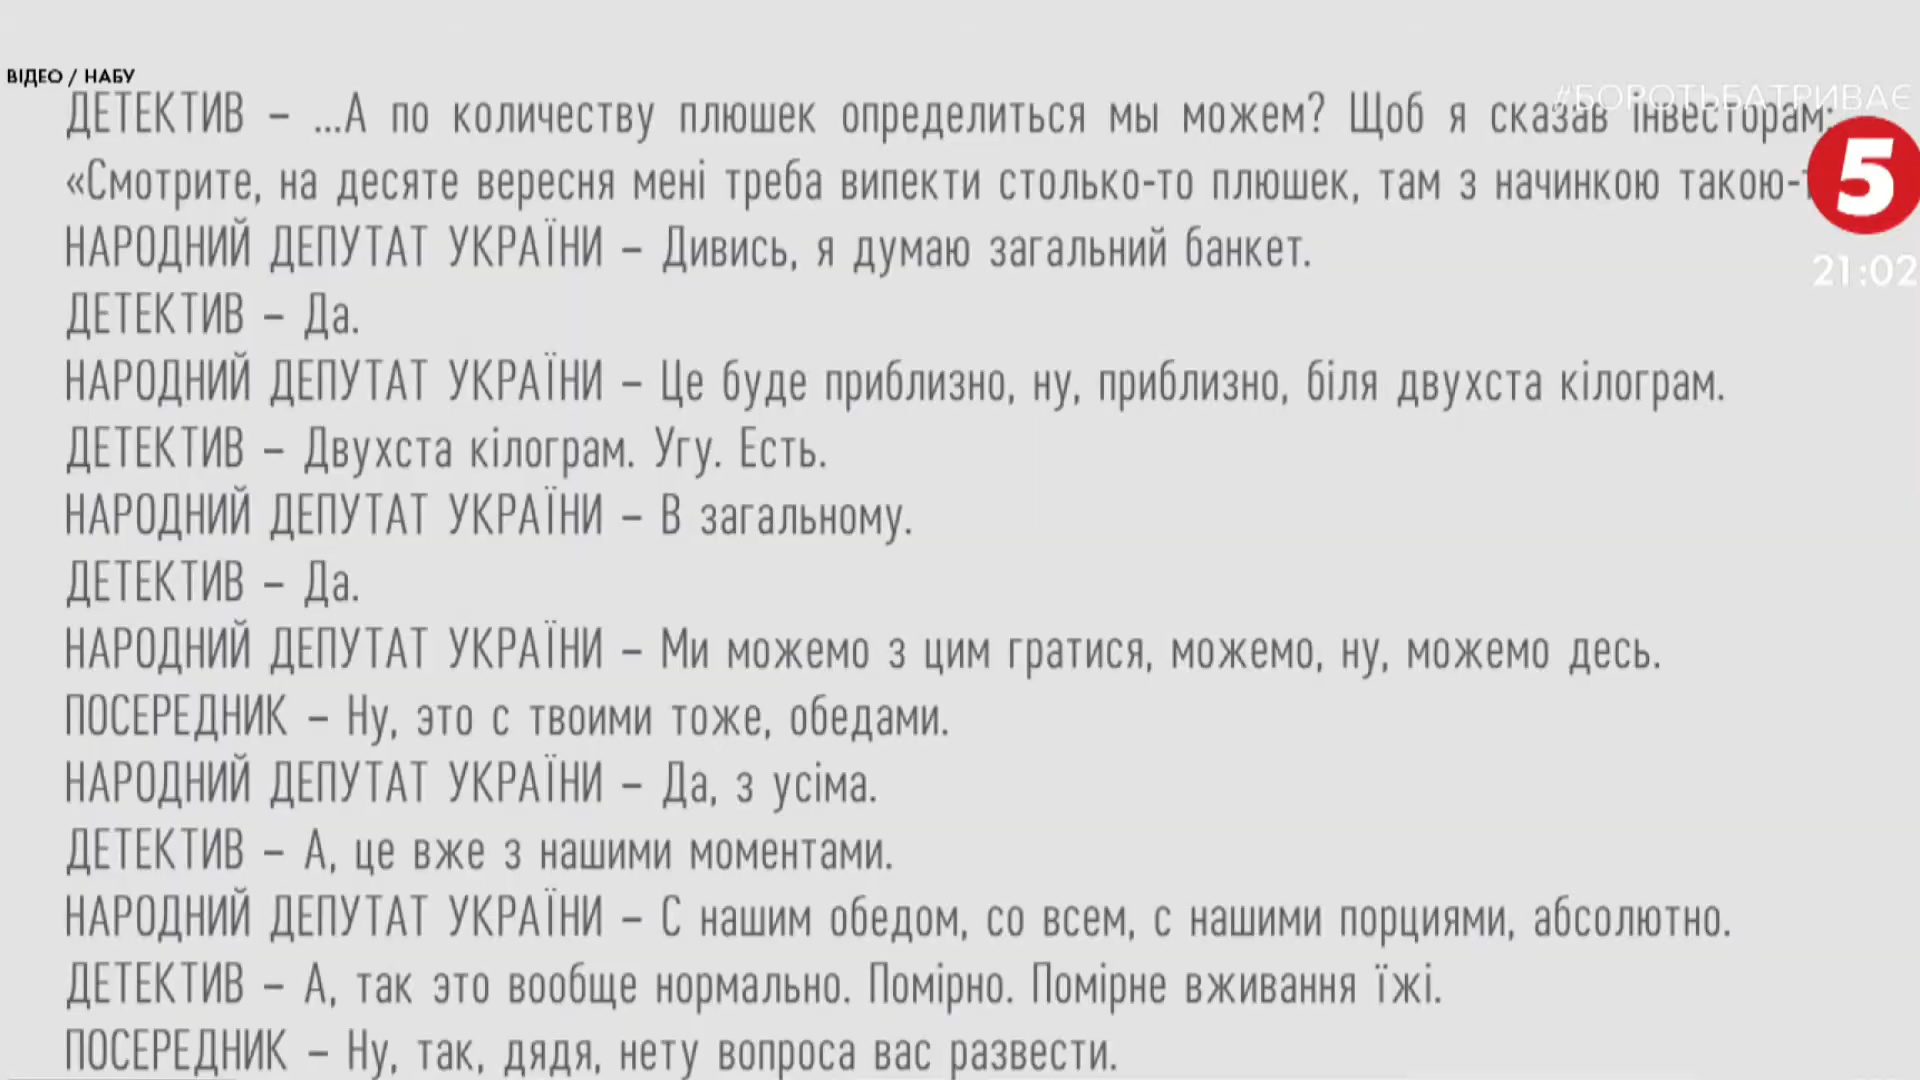 ВІДЕО / НАБУ
#БОРОТЬБАТРИВАЄ
ДЕТЕКТИВ – ...А по количеству плюшек определиться мы можем? Щоб я сказав інвесторам:
«Смотрите, на десяте вересня мені треба випекти столько-то плюшек, там з начинкою такою-
5
НАРОДНИЙ ДЕПУТАТ УКРАЇНИ – Дивись, я думаю загальний банкет.
21:02
ДЕТЕКТИВ – Да.
НАРОДНИЙ ДЕПУТАТ УКРАЇНИ – Це буде приблизно, ну, приблизно, біля двухста кілограм.
ДЕТЕКТИВ – Двухста кілограм. Угу. Есть.
НАРОДНИЙ ДЕПУТАТ УКРАЇНИ – В загальному.
ДЕТЕКТИВ – Да.
НАРОДНИЙ ДЕПУТАТ УКРАЇНИ – Ми можемо з цим гратися, можемо, ну, можемо десь.
ПОСЕРЕДНИК – Ну, это с твоими тоже, обедами.
НАРОДНИЙ ДЕПУТАТ УКРАЇНИ – Да, з усіма.
ДЕТЕКТИВ – А, це вже з нашими моментами.
НАРОДНИЙ ДЕПУТАТ УКРАЇНИ – С нашим обедом, со всем, с нашими порциями, абсолютно.
ДЕТЕКТИВ – А, так это вообще нормально. Помірно. Помірне вживання їжі.
ПОСЕРЕДНИК – Ну, так, дядя, нету вопроса вас развести.